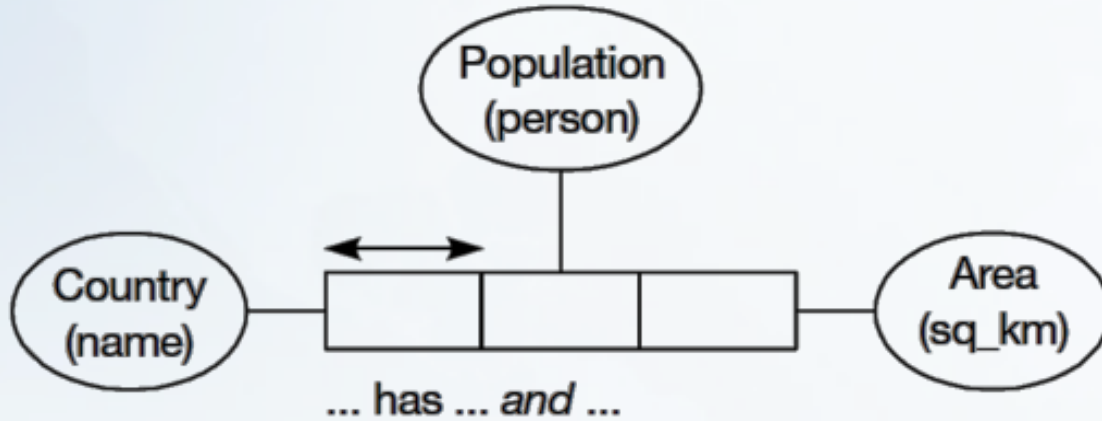 Population
(person)
Country
(name)
Area
(sq_km)
... has ... and ...